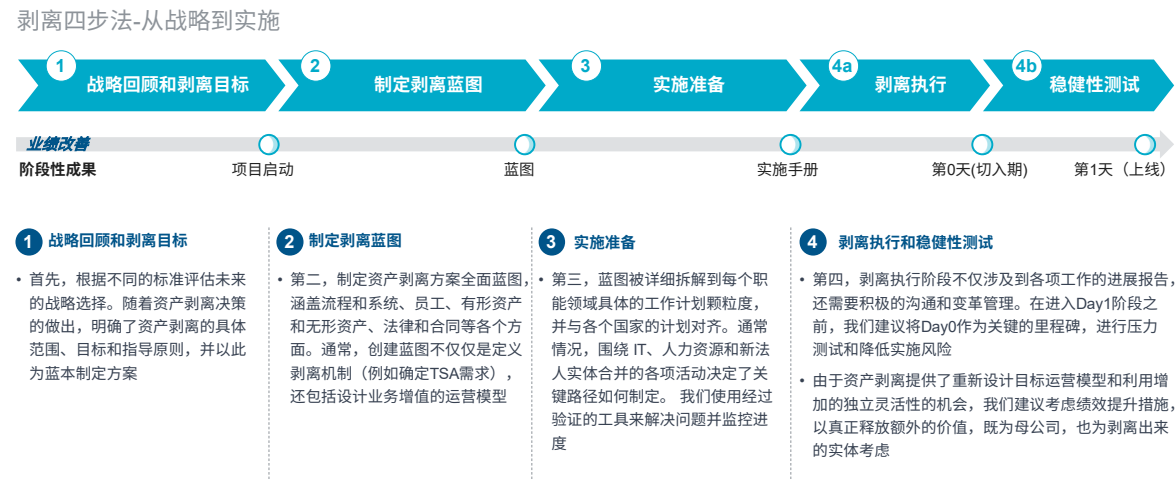 剥离四步法-从战略到实施
1
战略回顾和剥离目标
2
制定剥离蓝图
3
实施准备
4a
剥离执行
4b
稳健性测试
业绩改善
阶段性成果
项目启动
蓝图
实施手册
第0天(切入期)
第1天（上线）
1 战略回顾和剥离目标
• 首先，根据不同的标准评估未来
的战略选择。随着资产剥离决策
的做出，明确了资产剥离的具体
范围、目标和指导原则，并以此
为蓝本制定方案
2 制定剥离蓝图
• 第二，制定资产剥离方案全面蓝图，
涵盖流程和系统、员工、有形资产
和无形资产、法律和合同等各个方
面。通常，创建蓝图不仅仅是定义
剥离机制（例如确定TSA需求），
还包括设计业务增值的运营模型
3 实施准备
• 第三，蓝图被详细拆解到每个职
能领域具体的工作计划颗粒度，
并与各个国家的计划对齐。通常
情况，围绕 IT、人力资源和新法
人实体合并的各项活动决定了关
键路径如何制定。 我们使用经过
验证的工具来解决问题并监控进
度
4 剥离执行和稳健性测试
• 第四，剥离执行阶段不仅涉及到各项工作的进展报告，
还需要积极的沟通和变革管理。在进入Day1阶段之
前，我们建议将Day0作为关键的里程碑，进行压力
测试和降低实施风险
• 由于资产剥离提供了重新设计目标运营模型和利用增
加的独立灵活性的机会，我们建议考虑绩效提升措施，
以真正释放额外的价值，既为母公司，也为剥离出来
的实体考虑